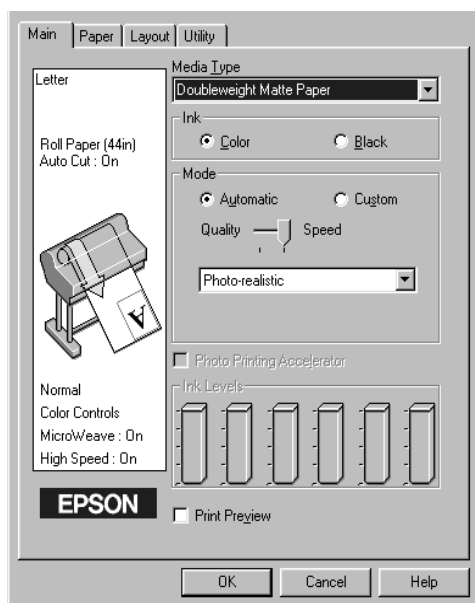 Main Paper Layout Utility
Letter
Roll Paper (44in)
Auto Cut : On
A
Normal
Color Controls
MicroWeave : On
High Speed : On
EPSON
Media Type
Doubleweight Matte Paper
Ink
Color Black
Mode
Automatic Custom
Quality Speed
Photo-realistic
Photo Printing Accelerator
Ink Levels
Print Preview
OK Cancel Help